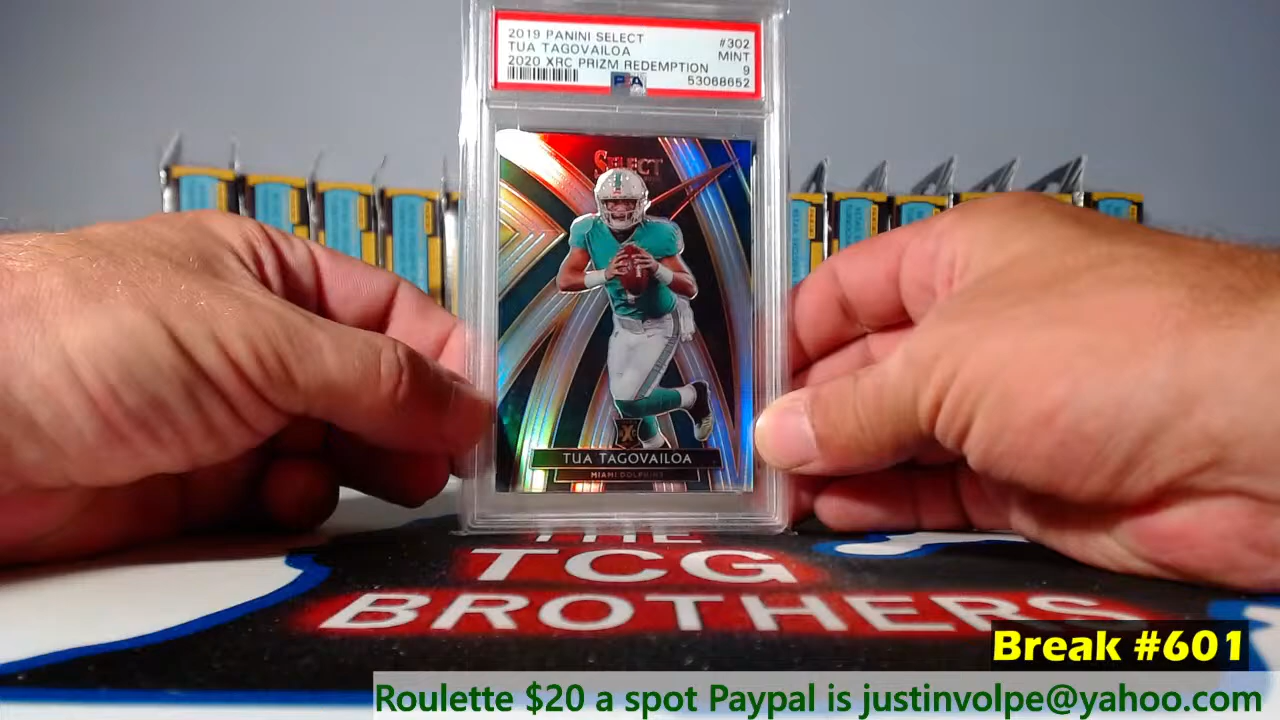 2019 PANINI SELECT #302
TUA TAGOVAILOA MINT
2020 XRC PRIZM REDEMPTION 9
PSA 53068652
SELECT
TUA TAGOVAILOA
MIAMI DOLPHINS
THE
TCG
BROTHERS
Break #601
Roulette $20 a spot Paypal is justinvolpe@yahoo.com